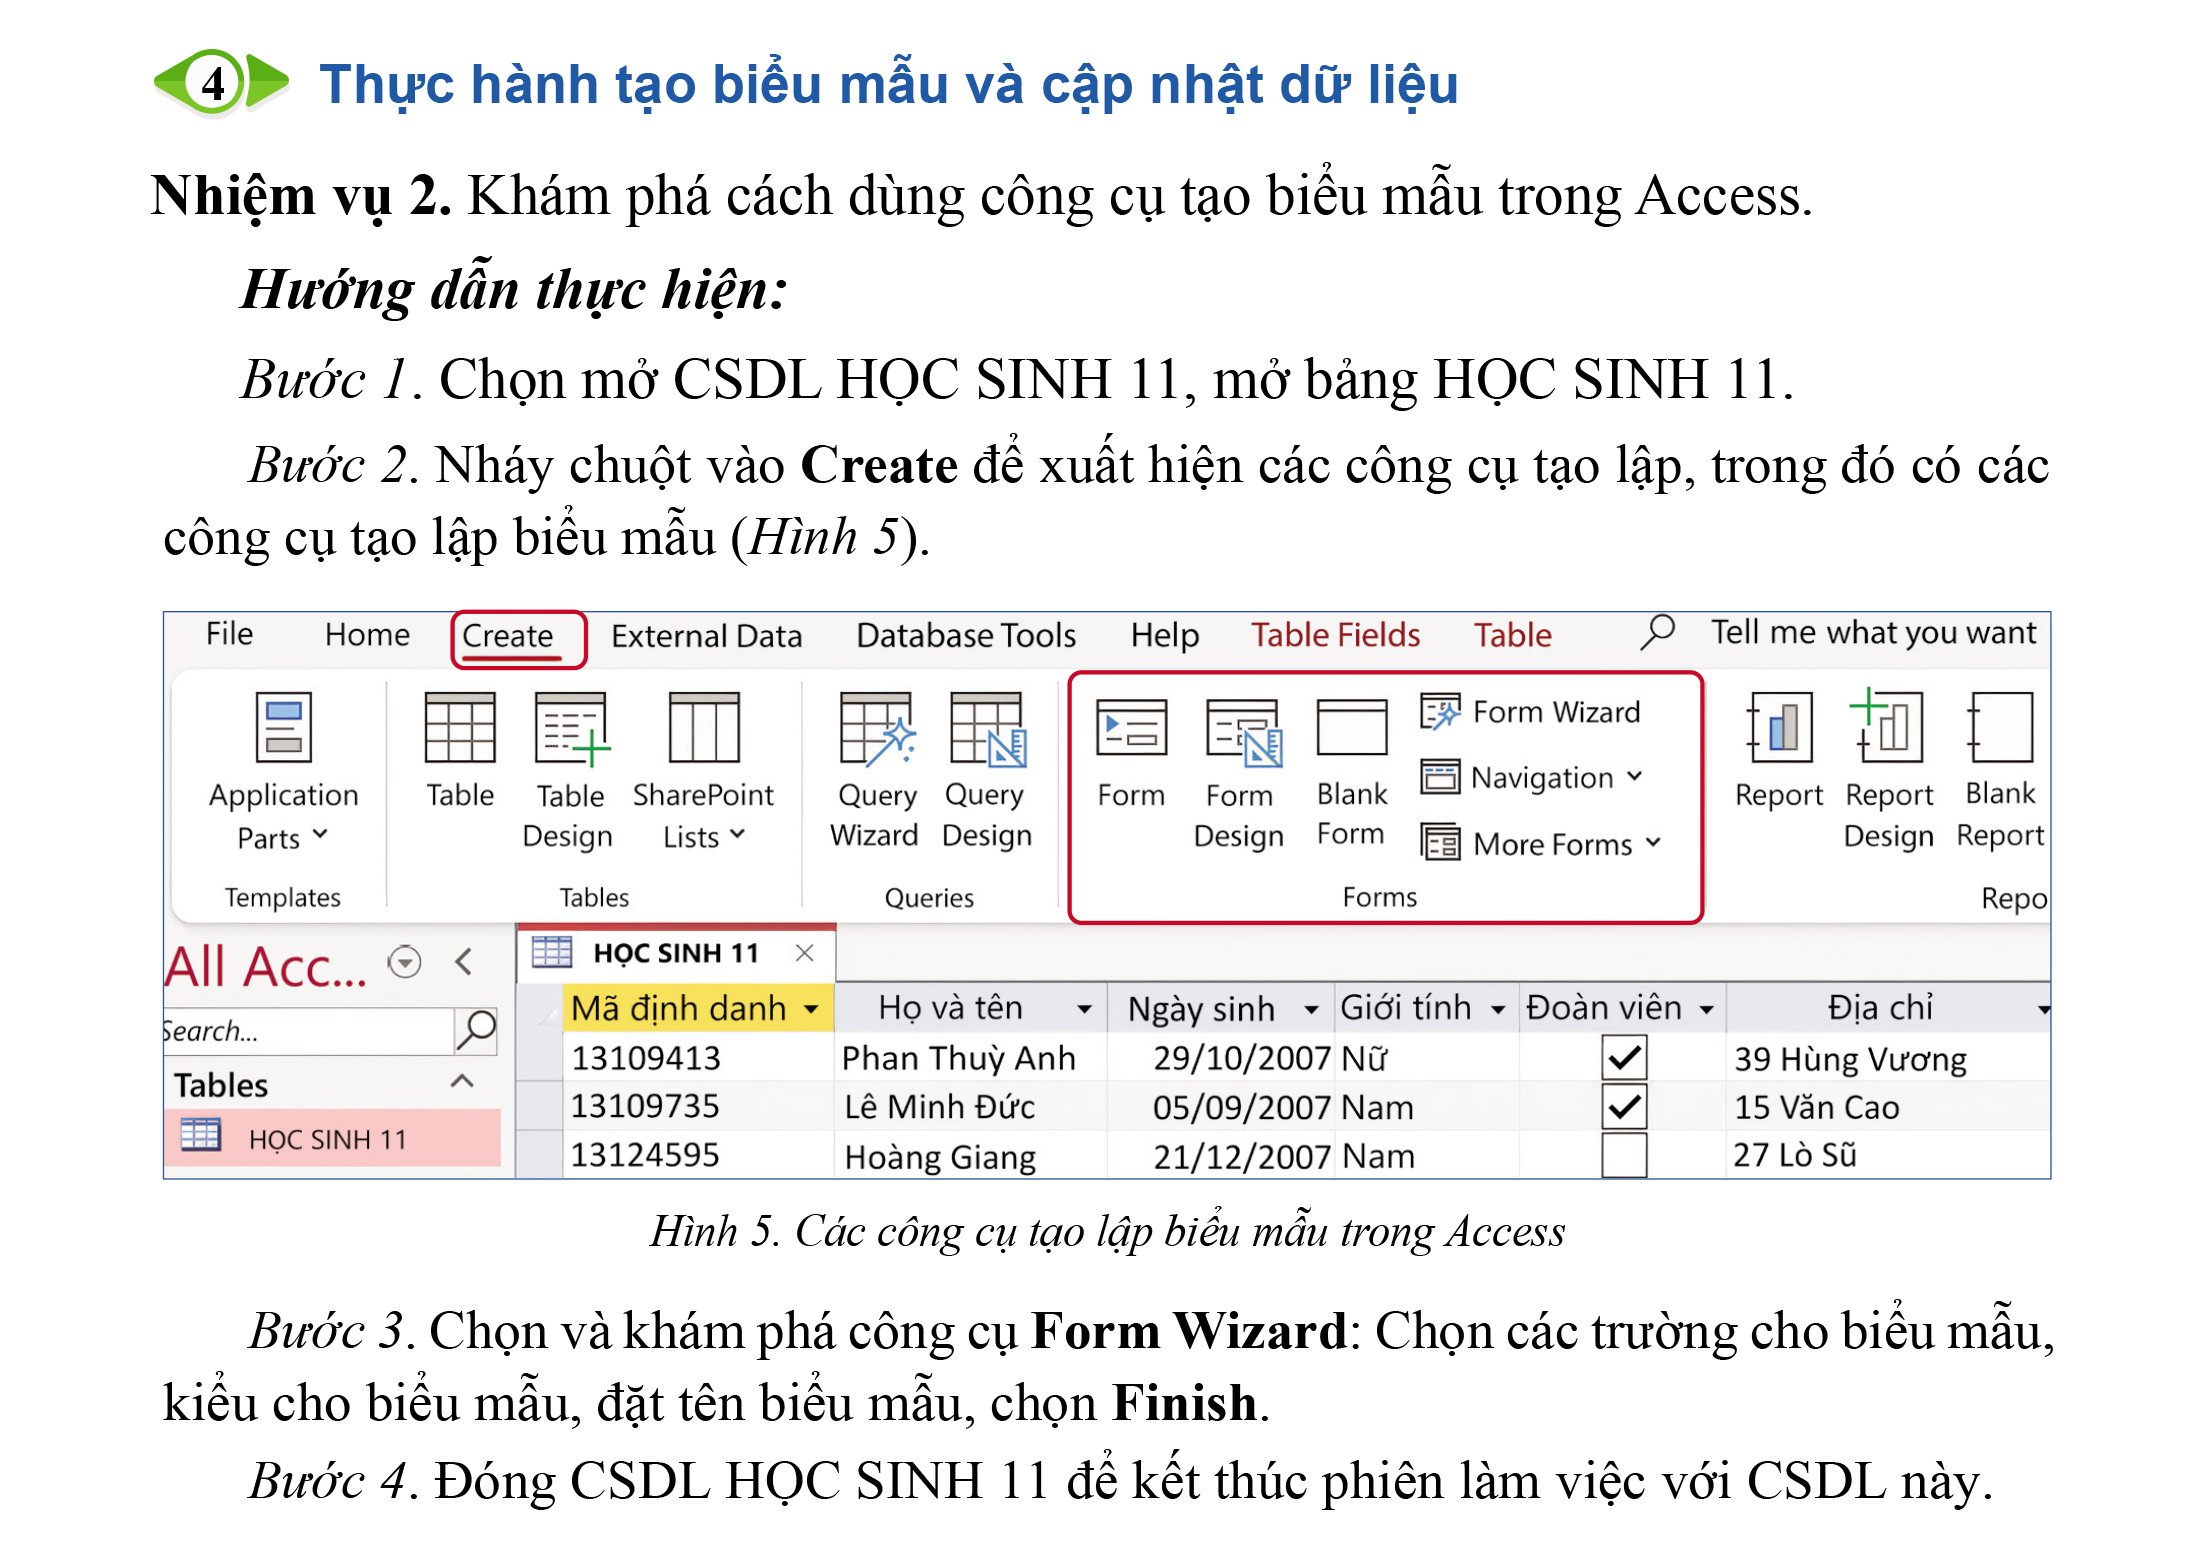 4 Thực hành tạo biểu mẫu và cập nhật dữ liệu
Nhiệm vụ 2. Khám phá cách dùng công cụ tạo biểu mẫu trong Access.
Hướng dẫn thực hiện:
Bước 1. Chọn mở CSDL HỌC SINH 11, mở bảng HỌC SINH 11.
Bước 2. Nháy chuột vào Create để xuất hiện các công cụ tạo lập, trong đó có các
công cụ tạo lập biểu mẫu (Hình 5).
File Home Create External Data Database Tools Help Table Fields Table Tell me what you want
Application Parts Table Table Design SharePoint Lists Query Wizard Query Design Form Form Design Blank Form Form Wizard Navigation More Forms Report Report Design Blank Report
Templates Tables Queries Forms Repo
All Acc... HỌC SINH 11
Search...
Tables
HỌC SINH 11
Mã định danh Họ và tên Ngày sinh Giới tính Đoàn viên Địa chỉ
13109413 Phan Thuỳ Anh 29/10/2007 Nữ 39 Hùng Vương
13109735 Lê Minh Đức 05/09/2007 Nam 15 Văn Cao
13124595 Hoàng Giang 21/12/2007 Nam 27 Lò Sũ
Hình 5. Các công cụ tạo lập biểu mẫu trong Access
Bước 3. Chọn và khám phá công cụ Form Wizard: Chọn các trường cho biểu mẫu,
kiểu cho biểu mẫu, đặt tên biểu mẫu, chọn Finish.
Bước 4. Đóng CSDL HỌC SINH 11 để kết thúc phiên làm việc với CSDL này.